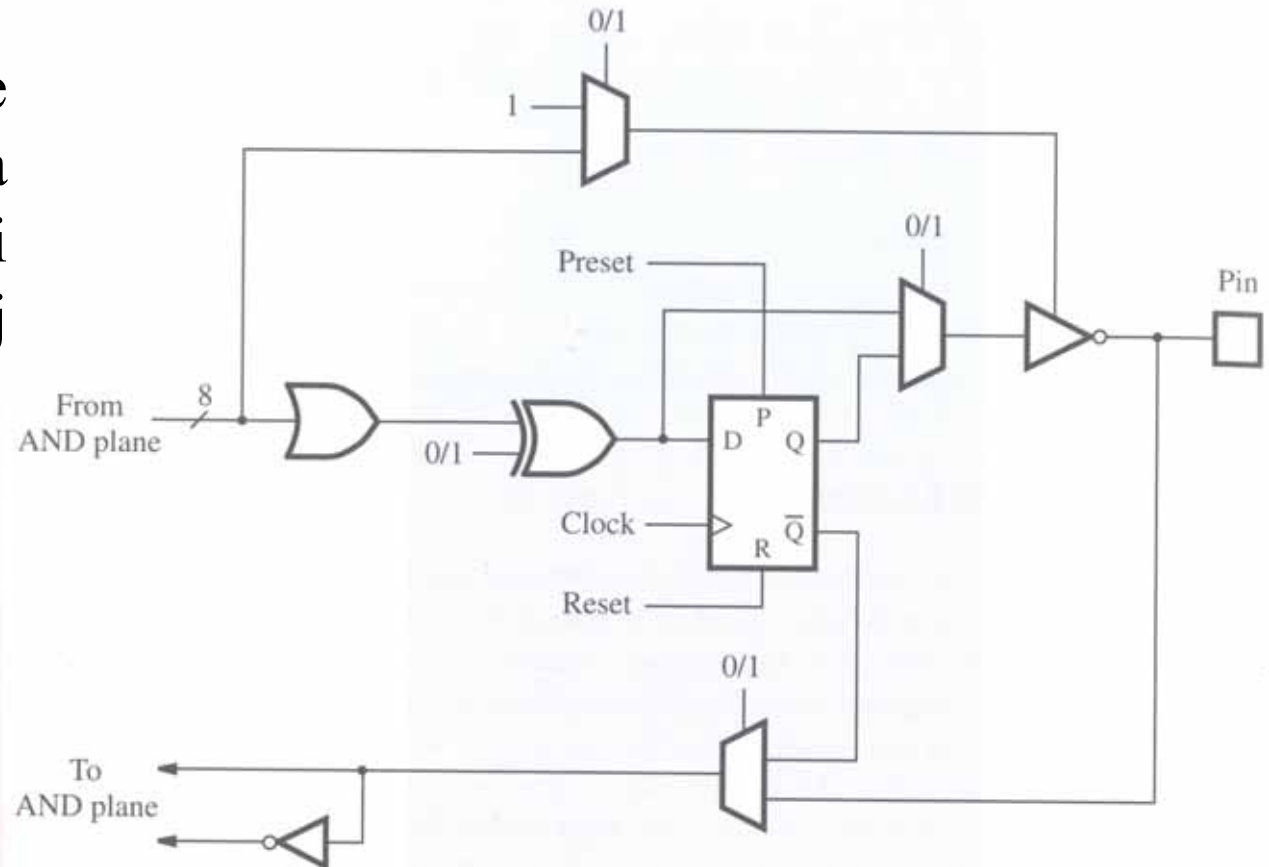 e
a
i
j
0/1
1
0/1
Preset
Pin
From
AND plane
8
0/1
P
D
Q
Clock
Q̅
R
Reset
0/1
To
AND plane